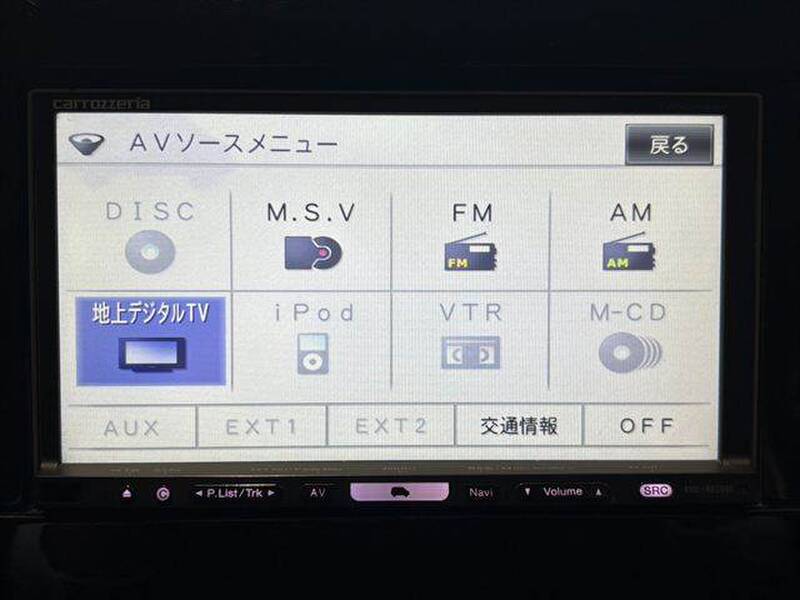 carrozzeria
AVソースメニュー 戻る
DISC M.S.V FM AM
FM AM
地上デジタルTV iPod VTR M-CD
AUX EXT1 EXT2 交通情報 OFF
◄ P.List/Trk ► AV Navi ▼ Volume ▲ SRC